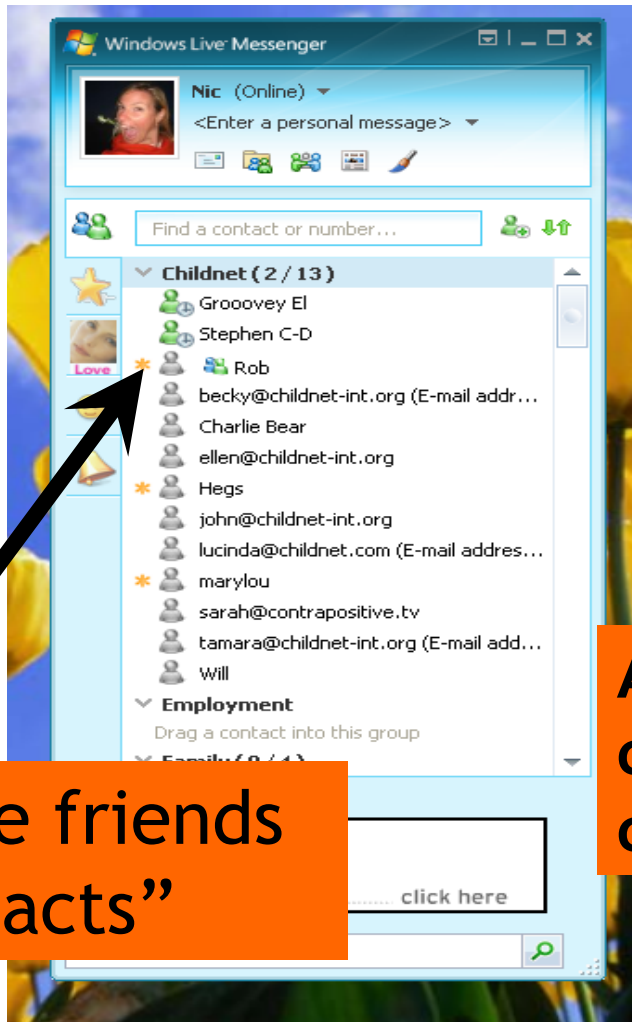 Windows Live Messenger
Nic (Online)
<Enter a personal message>
Find a contact or number...
Childnet ( 2 / 13 )
Grooovey El
Stephen C-D
Love
Rob
becky@childnet-int.org (E-mail addr...
Charlie Bear
ellen@childnet-int.org
Hegs
john@childnet-int.org
lucinda@childnet.com (E-mail addres...
marylou
sarah@contrapositive.tv
tamara@childnet-int.org (E-mail add...
Will
Employment
Drag a contact into this group
e friends
acts”
click here